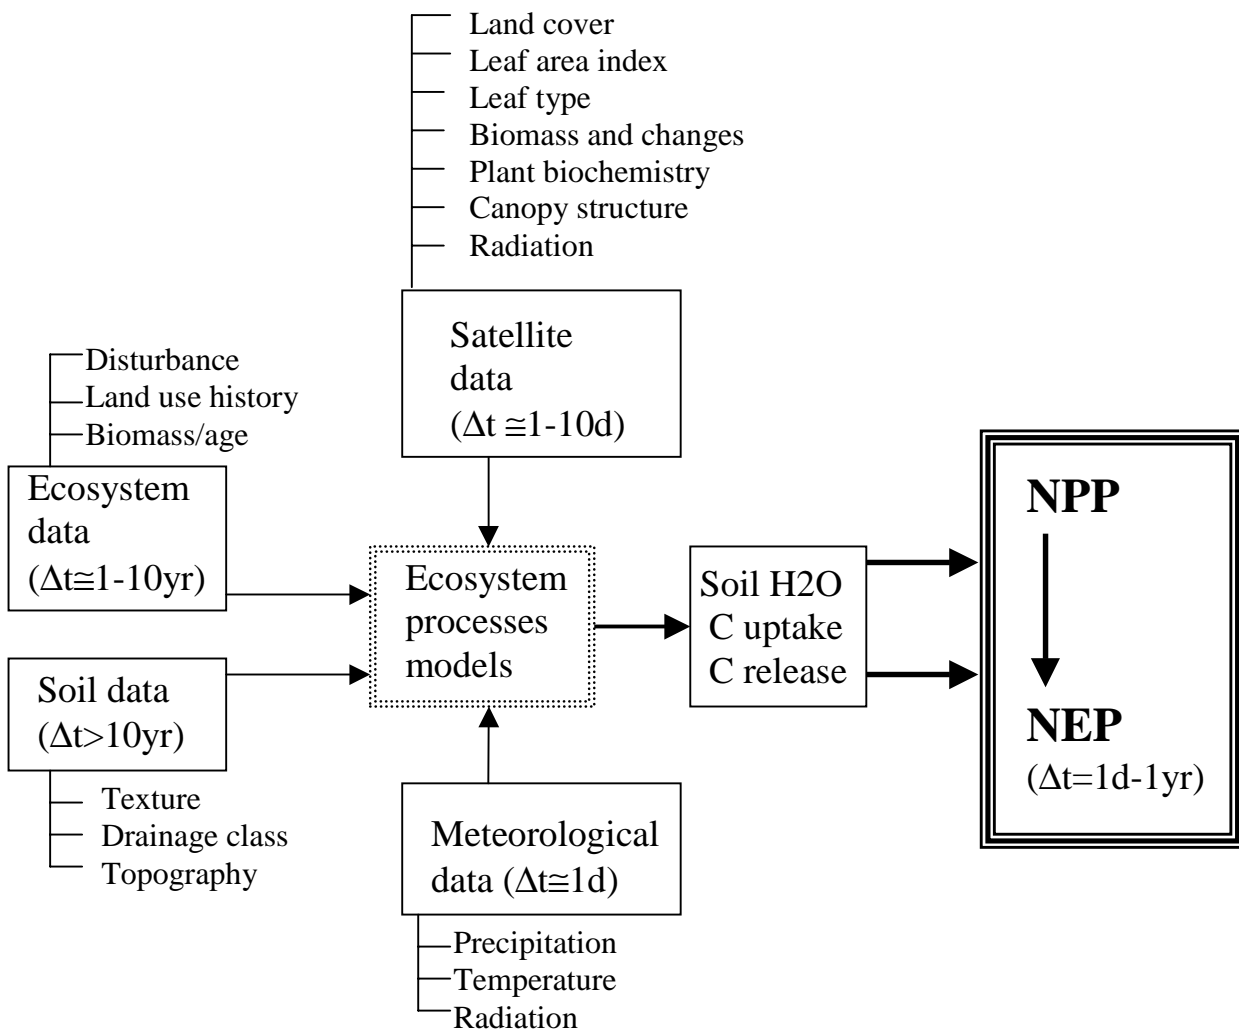 Land cover
Leaf area index
Leaf type
Biomass and changes
Plant biochemistry
Canopy structure
Radiation
Satellite
data
(Δt ≅1-10d)
Disturbance
Land use history
Biomass/age
Ecosystem
data
(Δt≅1-10yr)
Soil data
(Δt>10yr)
Texture
Drainage class
Topography
Ecosystem
processes
models
Meteorological
data (Δt≅1d)
Precipitation
Temperature
Radiation
Soil H2O
C uptake
C release
NPP
NEP
(Δt=1d-1yr)